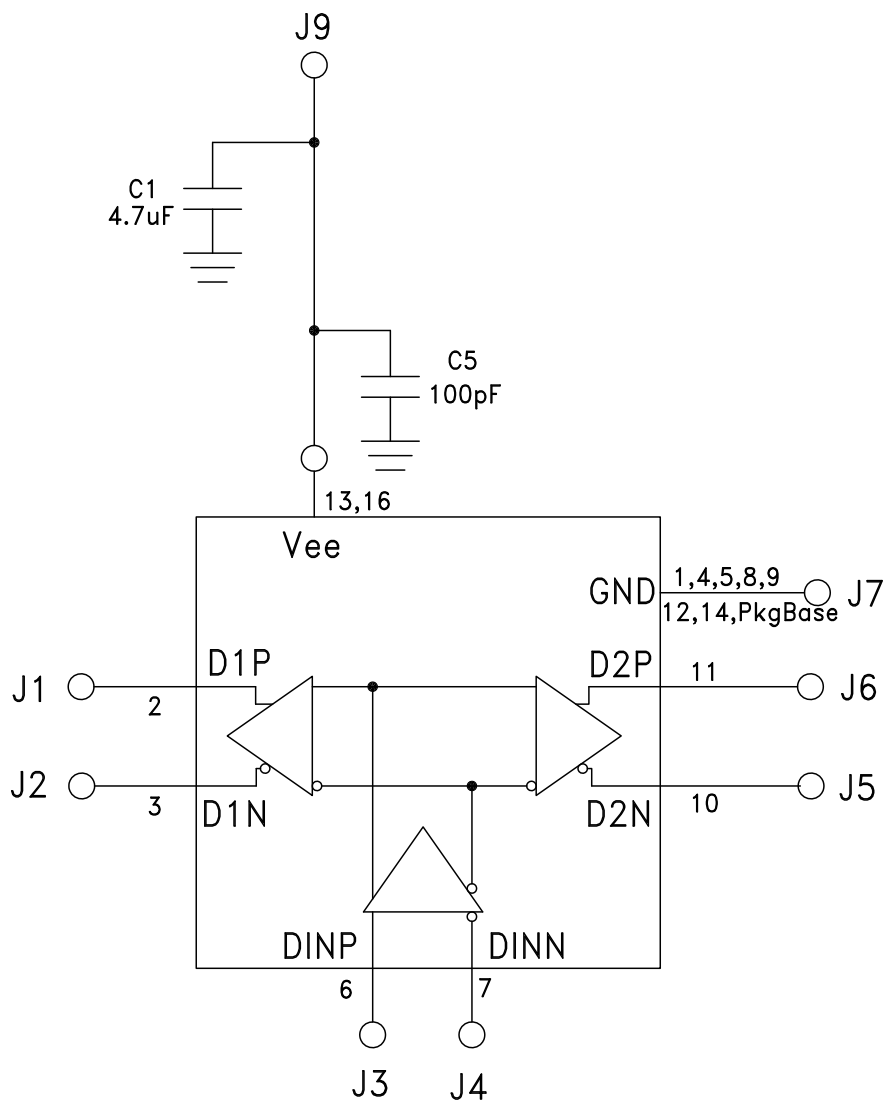 J9
C1
4.7uF
C5
100pF
13,16
Vee
GND
1,4,5,8,9
12,14,PkgBase
J7
J1
2
D1P
D2P
11
J6
J2
3
D1N
D2N
10
J5
DINP
DINN
6
7
J3
J4